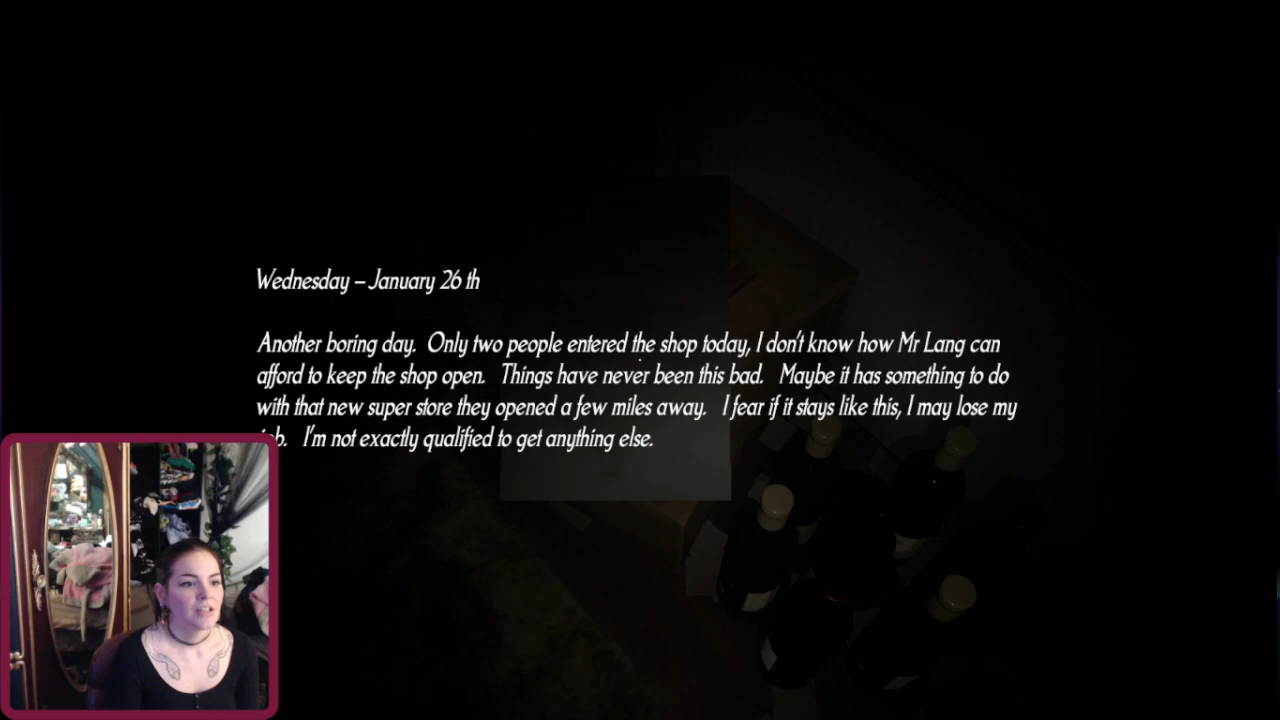 Wednesday – January 26 th
Another boring day. Only two people entered the shop today, I don't know how Mr Lang can
afford to keep the shop open. Things have never been this bad. Maybe it has something to do
with that new super store they opened a few miles away. I fear if it stays like this, I may lose my
job. I'm not exactly qualified to get anything else.